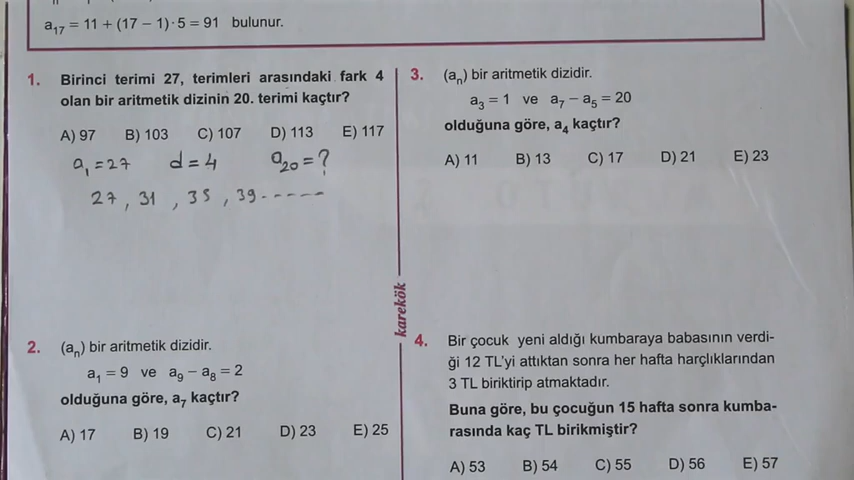 a₁₇ = 11 + (17 − 1)·5 = 91 bulunur.
1. Birinci terimi 27, terimleri arasındaki fark 4
olan bir aritmetik dizinin 20. terimi kaçtır?
A) 97 B) 103 C) 107 D) 113 E) 117
a₁ = 27 d = 4 a₂₀ = ?
27, 31, 35, 39 - - - - - -
2. (aₙ) bir aritmetik dizidir.
a₁ = 9 ve a₉ − a₈ = 2
olduğuna göre, a₇ kaçtır?
A) 17 B) 19 C) 21 D) 23 E) 25
karekök
3. (aₙ) bir aritmetik dizidir.
a₃ = 1 ve a₇ − a₅ = 20
olduğuna göre, a₄ kaçtır?
A) 11 B) 13 C) 17 D) 21 E) 23
4. Bir çocuk yeni aldığı kumbaraya babasının verdi-
ği 12 TL'yi attıktan sonra her hafta harçlıklarından
3 TL biriktirip atmaktadır.
Buna göre, bu çocuğun 15 hafta sonra kumba-
rasında kaç TL birikmiştir?
A) 53 B) 54 C) 55 D) 56 E) 57